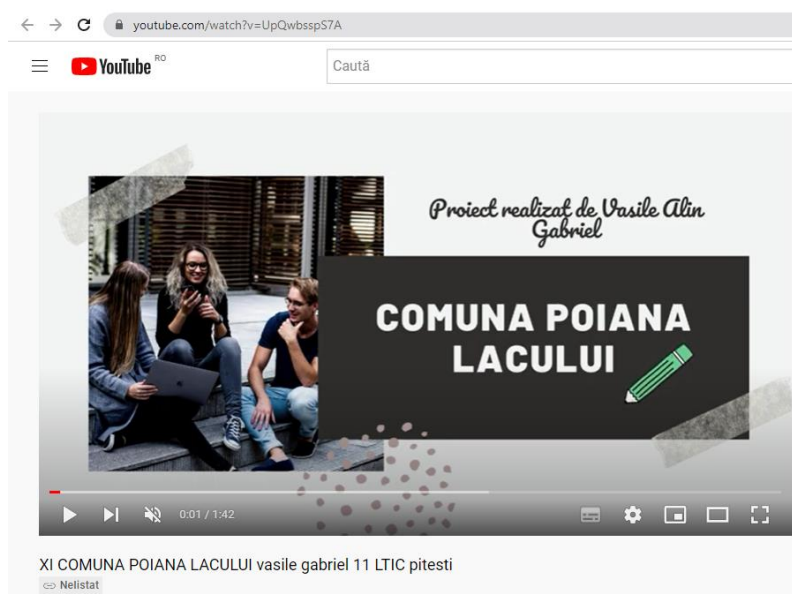 youtube.com/watch?v=UpQwbsspS7A
YouTube RO
Caută
Proiect realizat de Vasile Alin
Gabriel
COMUNA POIANA
LACULUI
0:01 / 1:42
XI COMUNA POIANA LACULUI vasile gabriel 11 LTIC pitesti
Nelistat